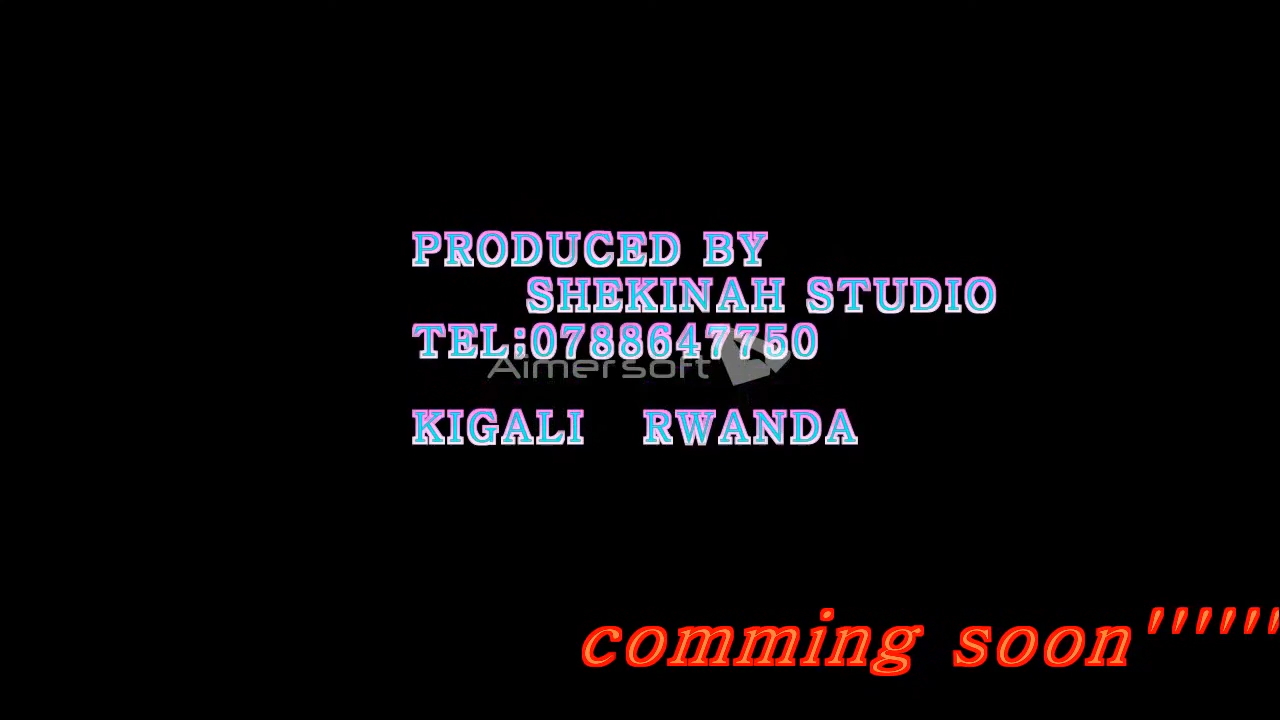 PRODUCED BY
SHEKINAH STUDIO
TEL;0788647750
Aimersoft
KIGALI RWANDA
comming soon''''''